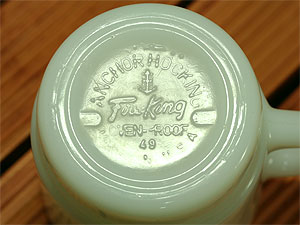 ANCHOR HOCKING
Fire-King
OVEN-PROOF
49